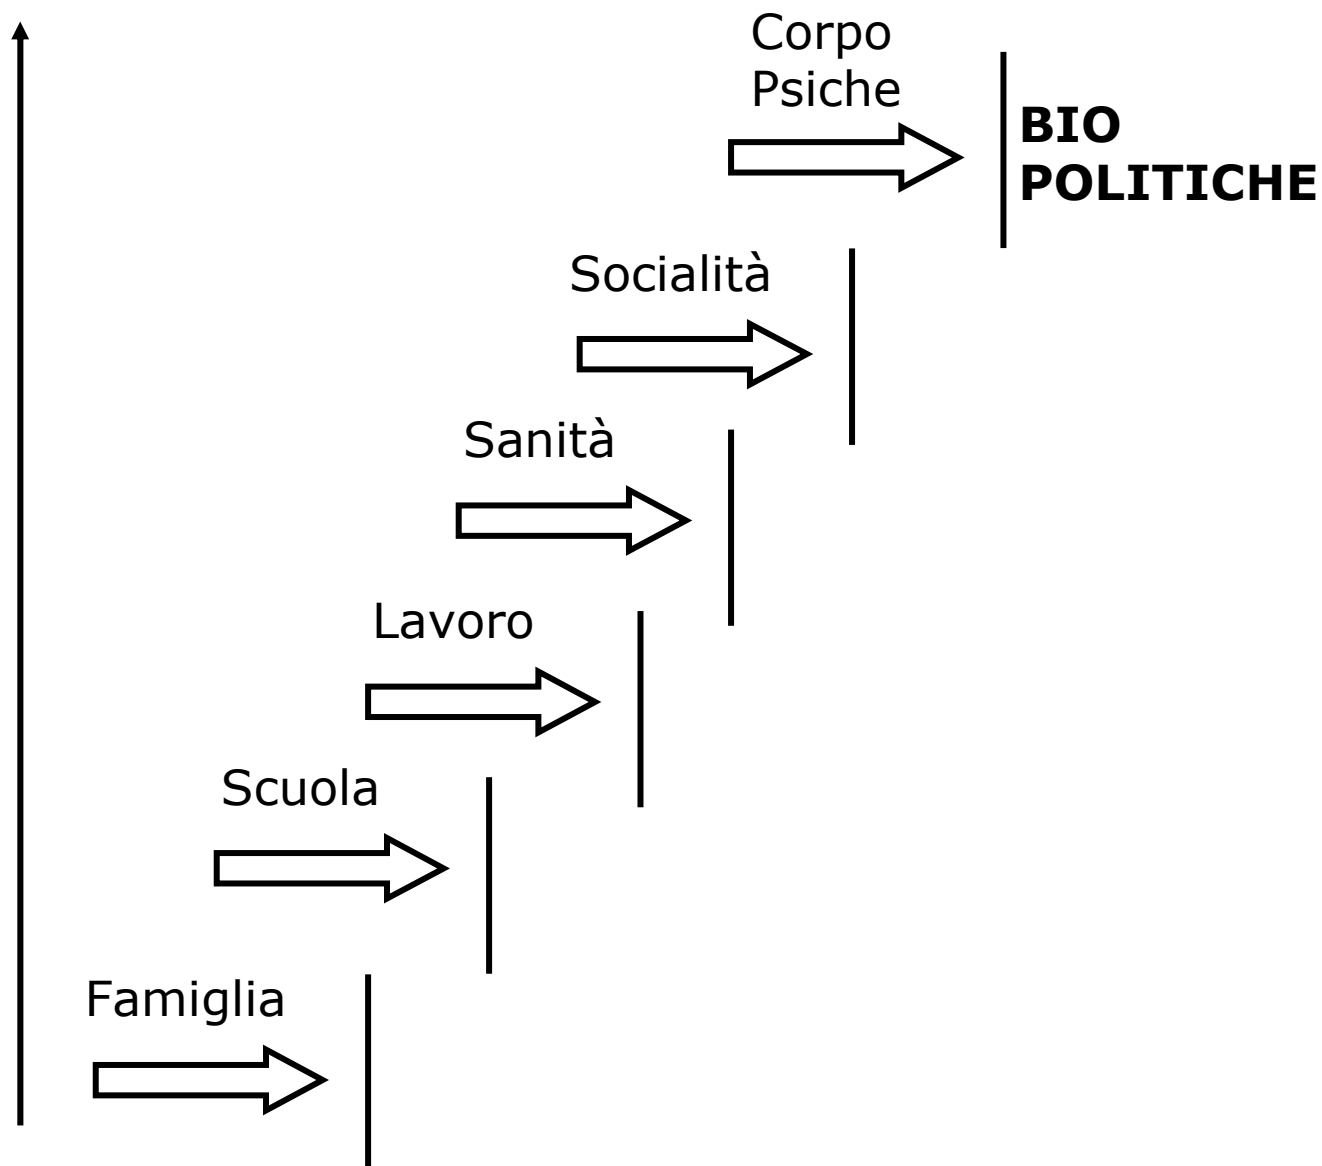 Corpo
Psiche
BIO
POLITICHE
Socialità
Sanità
Lavoro
Scuola
Famiglia